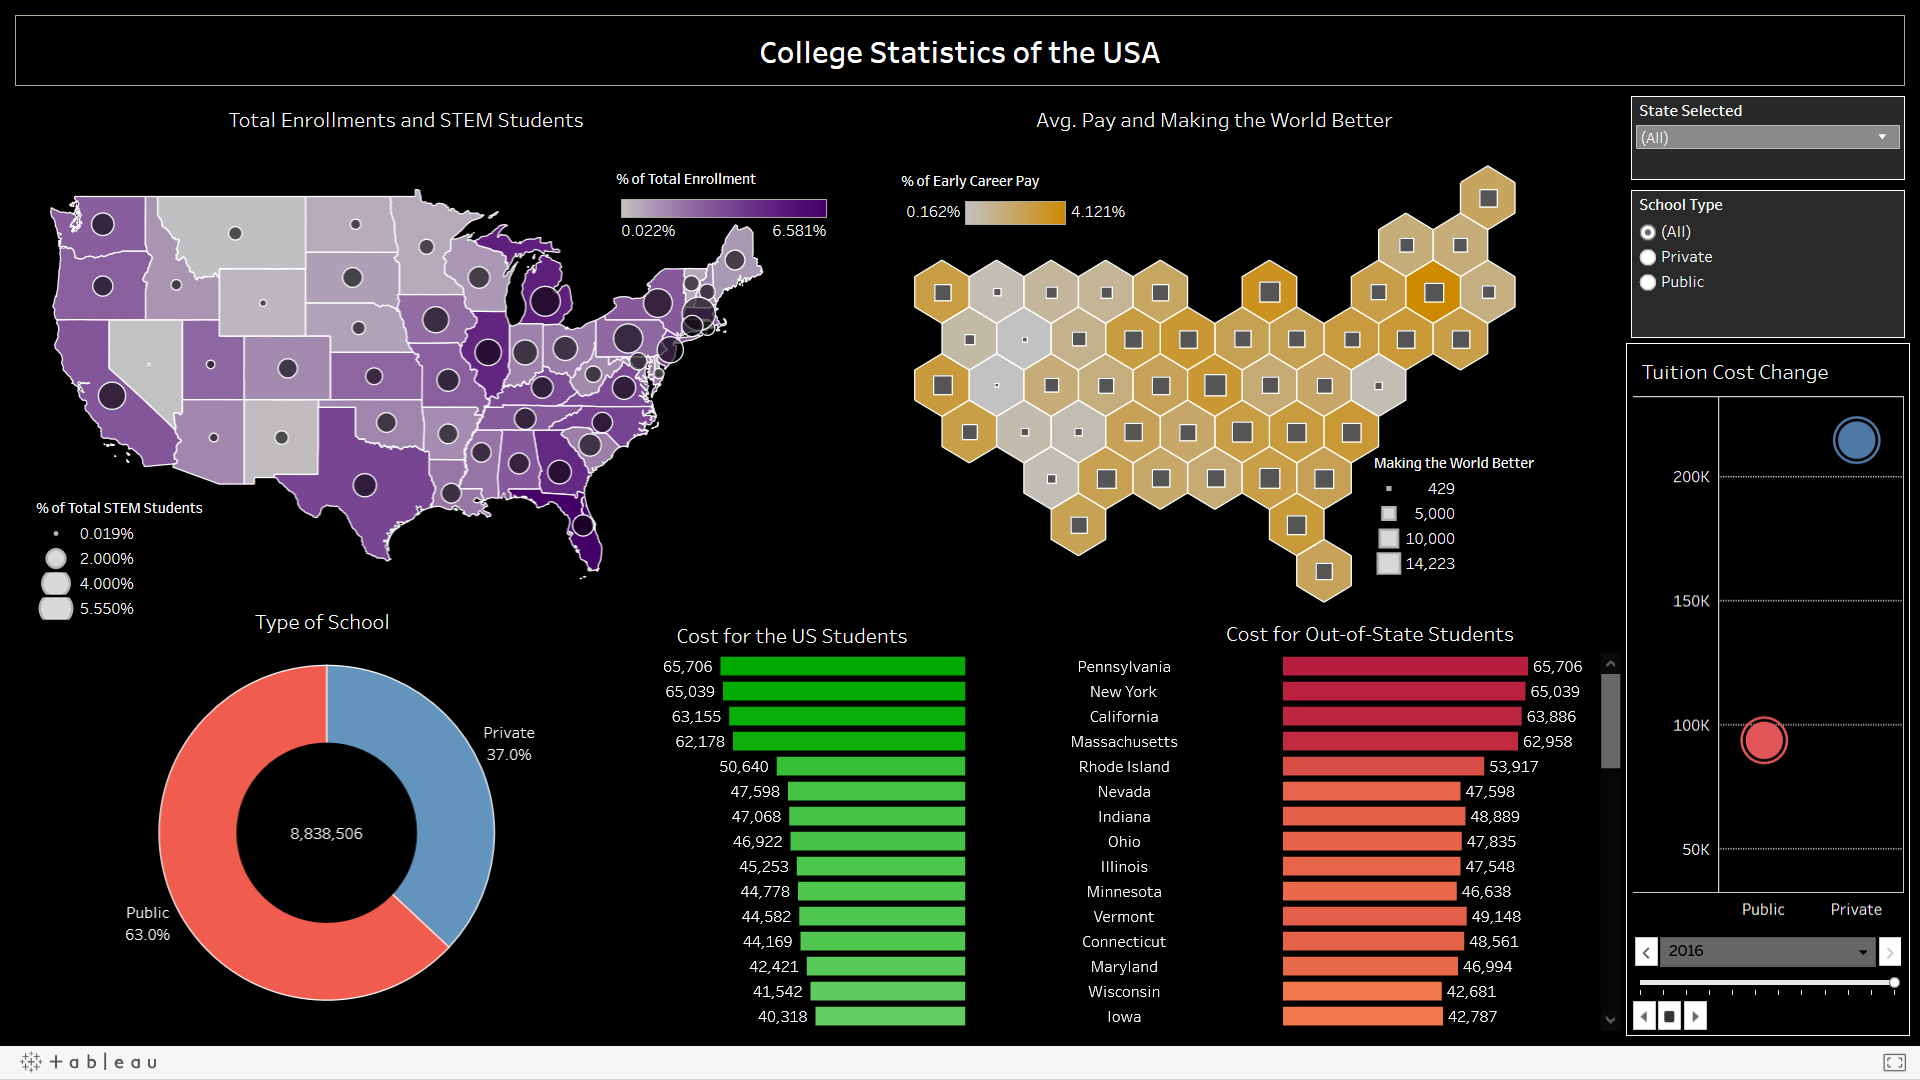 College Statistics of the USA
Total Enrollments and STEM Students
% of Total Enrollment
0.022% 6.581%
% of Total STEM Students
0.019%
2.000%
4.000%
5.550%
Avg. Pay and Making the World Better
% of Early Career Pay
0.162% 4.121%
Making the World Better
429
5,000
10,000
14,223
State Selected
(All)
School Type
(All)
Private
Public
Tuition Cost Change
200K
150K
100K
50K
Public Private
2016
Type of School
Private
37.0%
8,838,506
Public
63.0%
Cost for the US Students
Cost for Out-of-State Students
65,706 Pennsylvania 65,706
65,039 New York 65,039
63,155 California 63,886
62,178 Massachusetts 62,958
50,640 Rhode Island 53,917
47,598 Nevada 47,598
47,068 Indiana 48,889
46,922 Ohio 47,835
45,253 Illinois 47,548
44,778 Minnesota 46,638
44,582 Vermont 49,148
44,169 Connecticut 48,561
42,421 Maryland 46,994
41,542 Wisconsin 42,681
40,318 Iowa 42,787
tableau